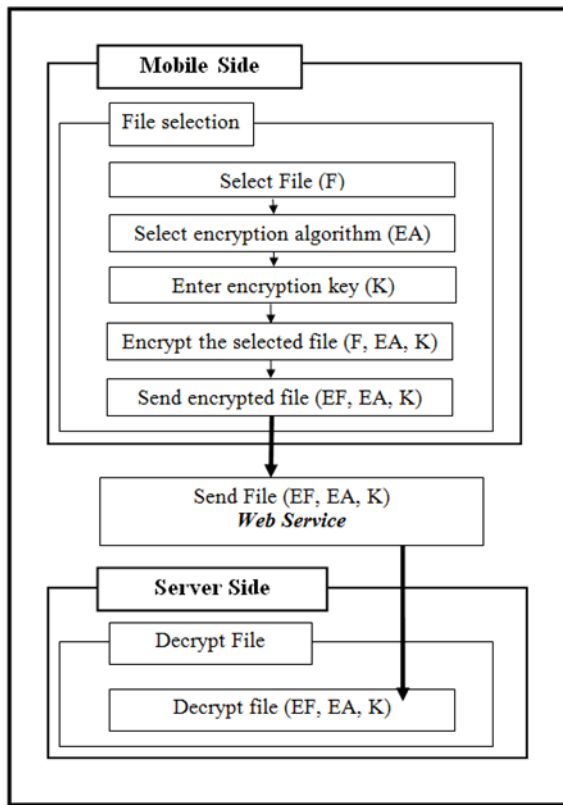 Mobile Side
File selection
Select File (F)
Select encryption algorithm (EA)
Enter encryption key (K)
Encrypt the selected file (F, EA, K)
Send encrypted file (EF, EA, K)
Send File (EF, EA, K)
Web Service
Server Side
Decrypt File
Decrypt file (EF, EA, K)